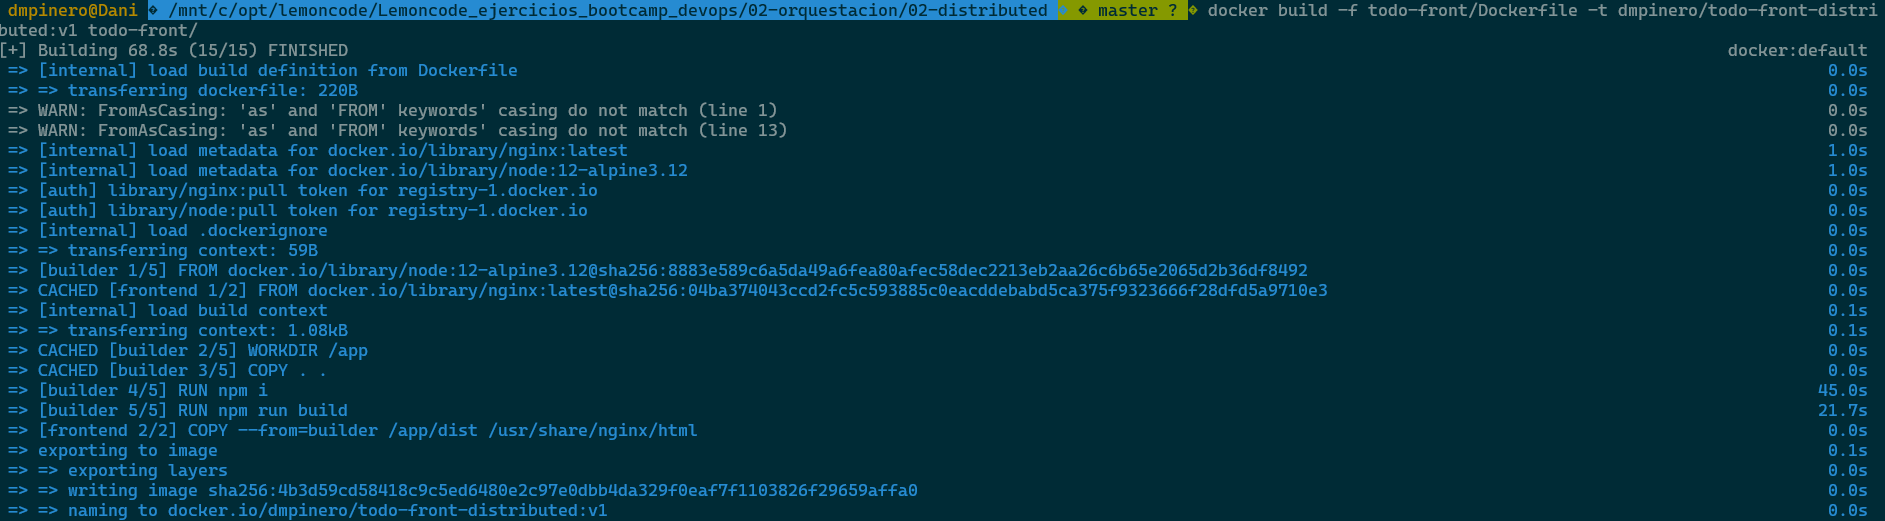 dmpinero@Dani � /mnt/c/opt/lemoncode/Lemoncode_ejercicios_bootcamp_devops/02-orquestacion/02-distributed � � master ? � docker build -f todo-front/Dockerfile -t dmpinero/todo-front-distri
buted:v1 todo-front/
[+] Building 68.8s (15/15) FINISHED docker:default
=> [internal] load build definition from Dockerfile 0.0s
=> => transferring dockerfile: 220B 0.0s
=> WARN: FromAsCasing: 'as' and 'FROM' keywords' casing do not match (line 1) 0.0s
=> WARN: FromAsCasing: 'as' and 'FROM' keywords' casing do not match (line 13) 0.0s
=> [internal] load metadata for docker.io/library/nginx:latest 1.0s
=> [internal] load metadata for docker.io/library/node:12-alpine3.12 1.0s
=> [auth] library/nginx:pull token for registry-1.docker.io 0.0s
=> [auth] library/node:pull token for registry-1.docker.io 0.0s
=> [internal] load .dockerignore 0.0s
=> => transferring context: 59B 0.0s
=> [builder 1/5] FROM docker.io/library/node:12-alpine3.12@sha256:8883e589c6a5da49a6fea80afec58dec2213eb2aa26c6b65e2065d2b36df8492 0.0s
=> CACHED [frontend 1/2] FROM docker.io/library/nginx:latest@sha256:04ba374043ccd2fc5c593885c0eacddebabd5ca375f9323666f28dfd5a9710e3 0.0s
=> [internal] load build context 0.1s
=> => transferring context: 1.08kB 0.1s
=> CACHED [builder 2/5] WORKDIR /app 0.0s
=> CACHED [builder 3/5] COPY . . 0.0s
=> [builder 4/5] RUN npm i 45.0s
=> [builder 5/5] RUN npm run build 21.7s
=> [frontend 2/2] COPY --from=builder /app/dist /usr/share/nginx/html 0.0s
=> exporting to image 0.1s
=> => exporting layers 0.0s
=> => writing image sha256:4b3d59cd58418c9c5ed6480e2c97e0dbb4da329f0eaf7f1103826f29659affa0 0.0s
=> => naming to docker.io/dmpinero/todo-front-distributed:v1 0.0s